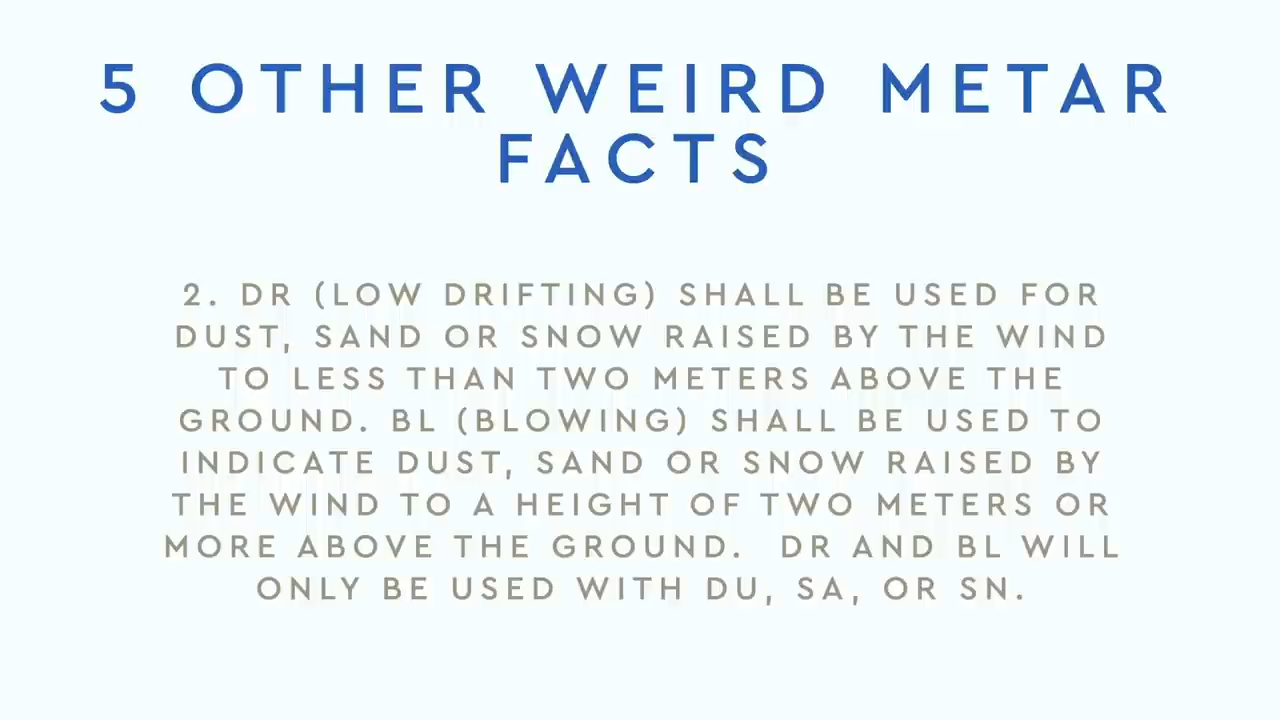 5 OTHER WEIRD METAR
FACTS
2. DR (LOW DRIFTING) SHALL BE USED FOR
DUST, SAND OR SNOW RAISED BY THE WIND
TO LESS THAN TWO METERS ABOVE THE
GROUND. BL (BLOWING) SHALL BE USED TO
INDICATE DUST, SAND OR SNOW RAISED BY
THE WIND TO A HEIGHT OF TWO METERS OR
MORE ABOVE THE GROUND. DR AND BL WILL
ONLY BE USED WITH DU, SA, OR SN.